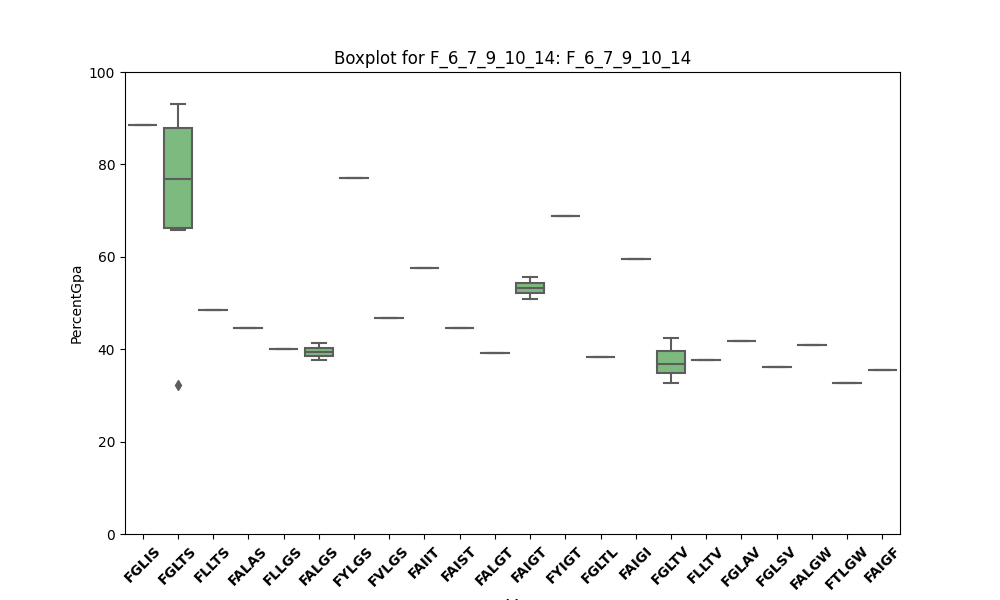 Boxplot for F_6_7_9_10_14: F_6_7_9_10_14
100
80
60
40
20
0
PercentGpa
FGLIS FGLTS FLLTS FALAS FLLGS FALGS FYLGS FVLGS FAIIT FAIST FALGT FAIGT FYIGT FGLTL FAIGI FGLTV FLLTV FGLAV FGLSV FALGW FTLGW FAIGF